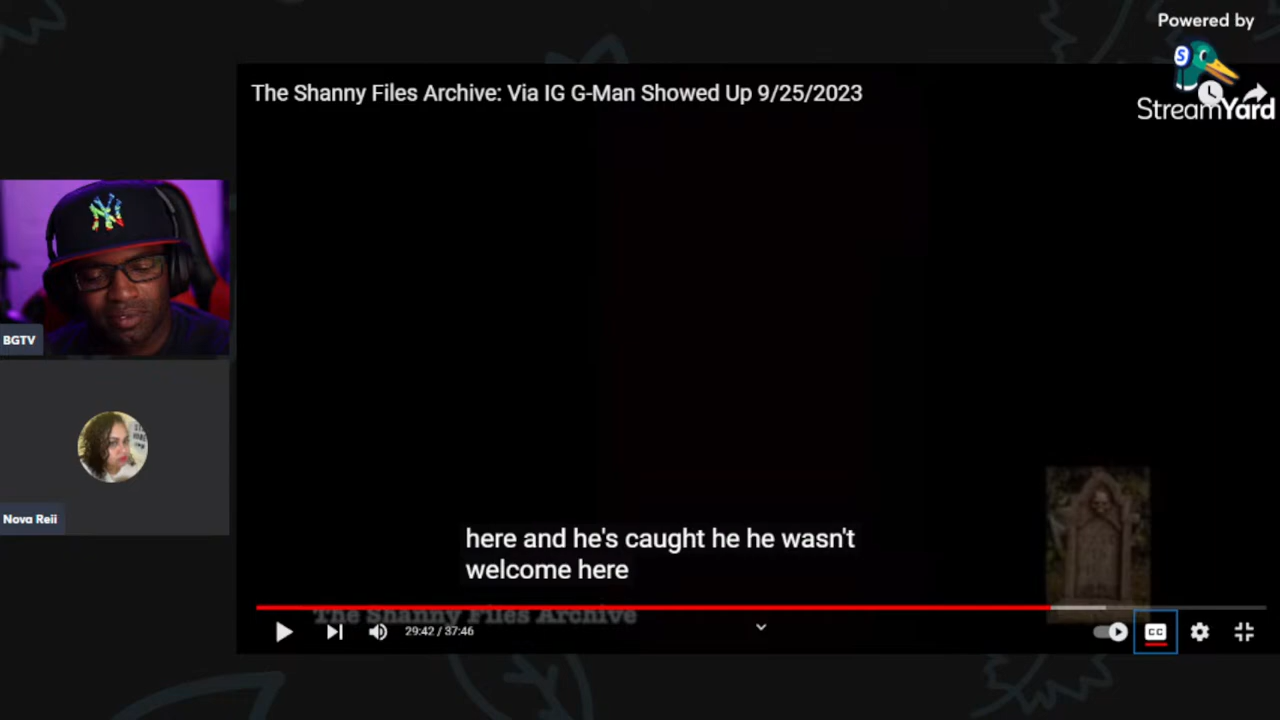 Powered by
StreamYard
The Shanny Files Archive: Via IG G-Man Showed Up 9/25/2023
BGTV
Nova Reii
here and he's caught he he wasn't
welcome here
The Shanny Files Archive
29:42 / 37:46
CC